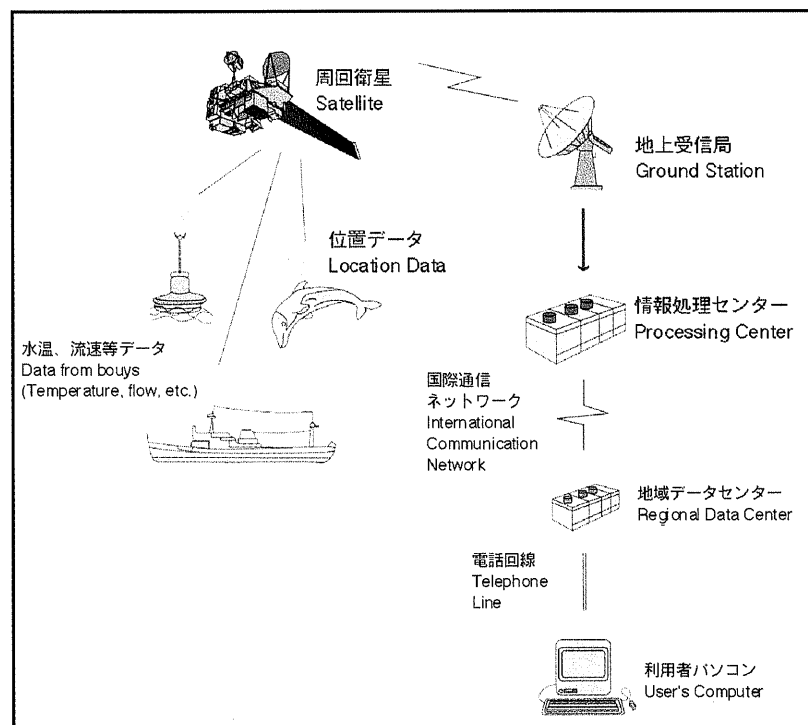 周回衛星
Satellite
地上受信局
Ground Station
位置データ
Location Data
情報処理センター
Processing Center
水温、流速等データ
Data from bouys
(Temperature, flow, etc.)
国際通信
ネットワーク
International
Communication
Network
地域データセンター
Regional Data Center
電話回線
Telephone
Line
利用者パソコン
User's Computer